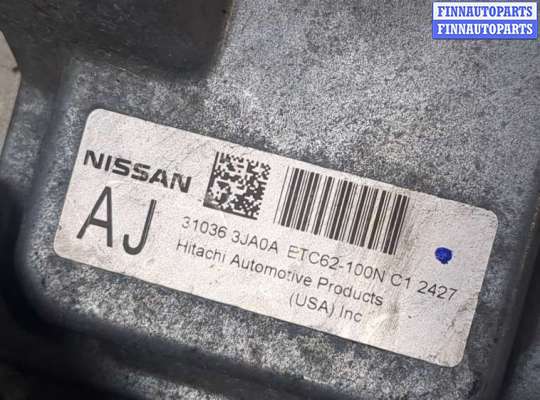 FINNAUTOPARTS
FINNAUTOPARTS
NISSAN
AJ
31036 3JA0A ETC62-100N C1 2427
Hitachi Automotive Products
(USA) Inc